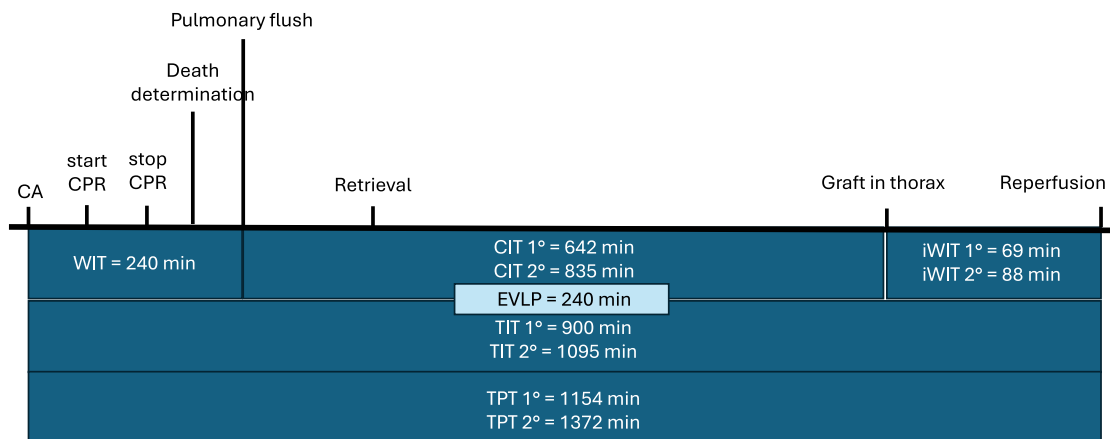 Pulmonary flush
Death
determination
start
CPR
stop
CPR
CA
Retrieval
Graft in thorax
Reperfusion
WIT = 240 min
CIT 1° = 642 min
CIT 2° = 835 min
iWIT 1° = 69 min
iWIT 2° = 88 min
EVLP = 240 min
TIT 1° = 900 min
TIT 2° = 1095 min
TPT 1° = 1154 min
TPT 2° = 1372 min